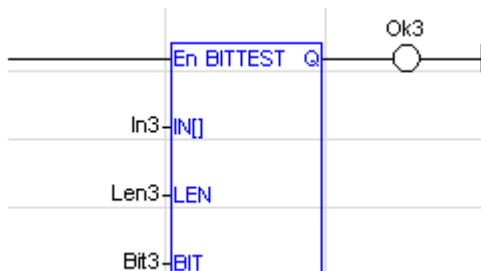 Ok3
En BITTEST Q
In3 IN[]
Len3 LEN
Bit3 BIT